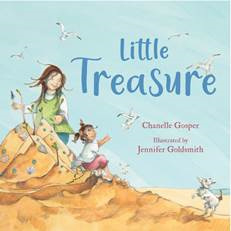 Little
Treasure
Chanelle Gosper
Illustrated by
Jennifer Goldsmith